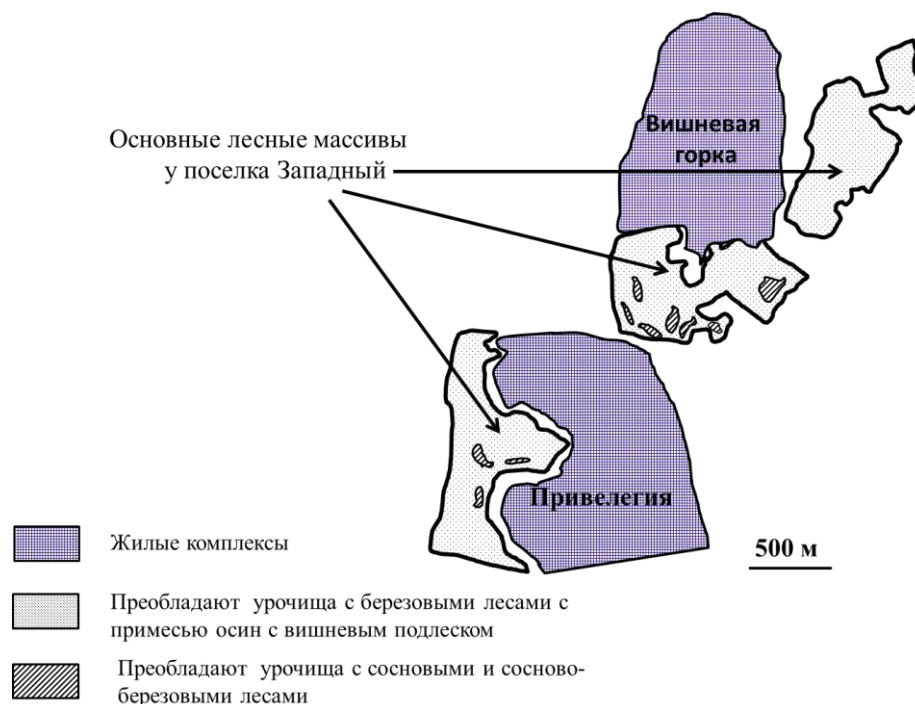 Вишневая
горка
Основные лесные массивы
у поселка Западный
Привелегия
500 м
Жилые комплексы
Преобладают урочища с березовыми лесами с
примесью осин с вишневым подлеском
Преобладают урочища с сосновыми и сосново-
березовыми лесами